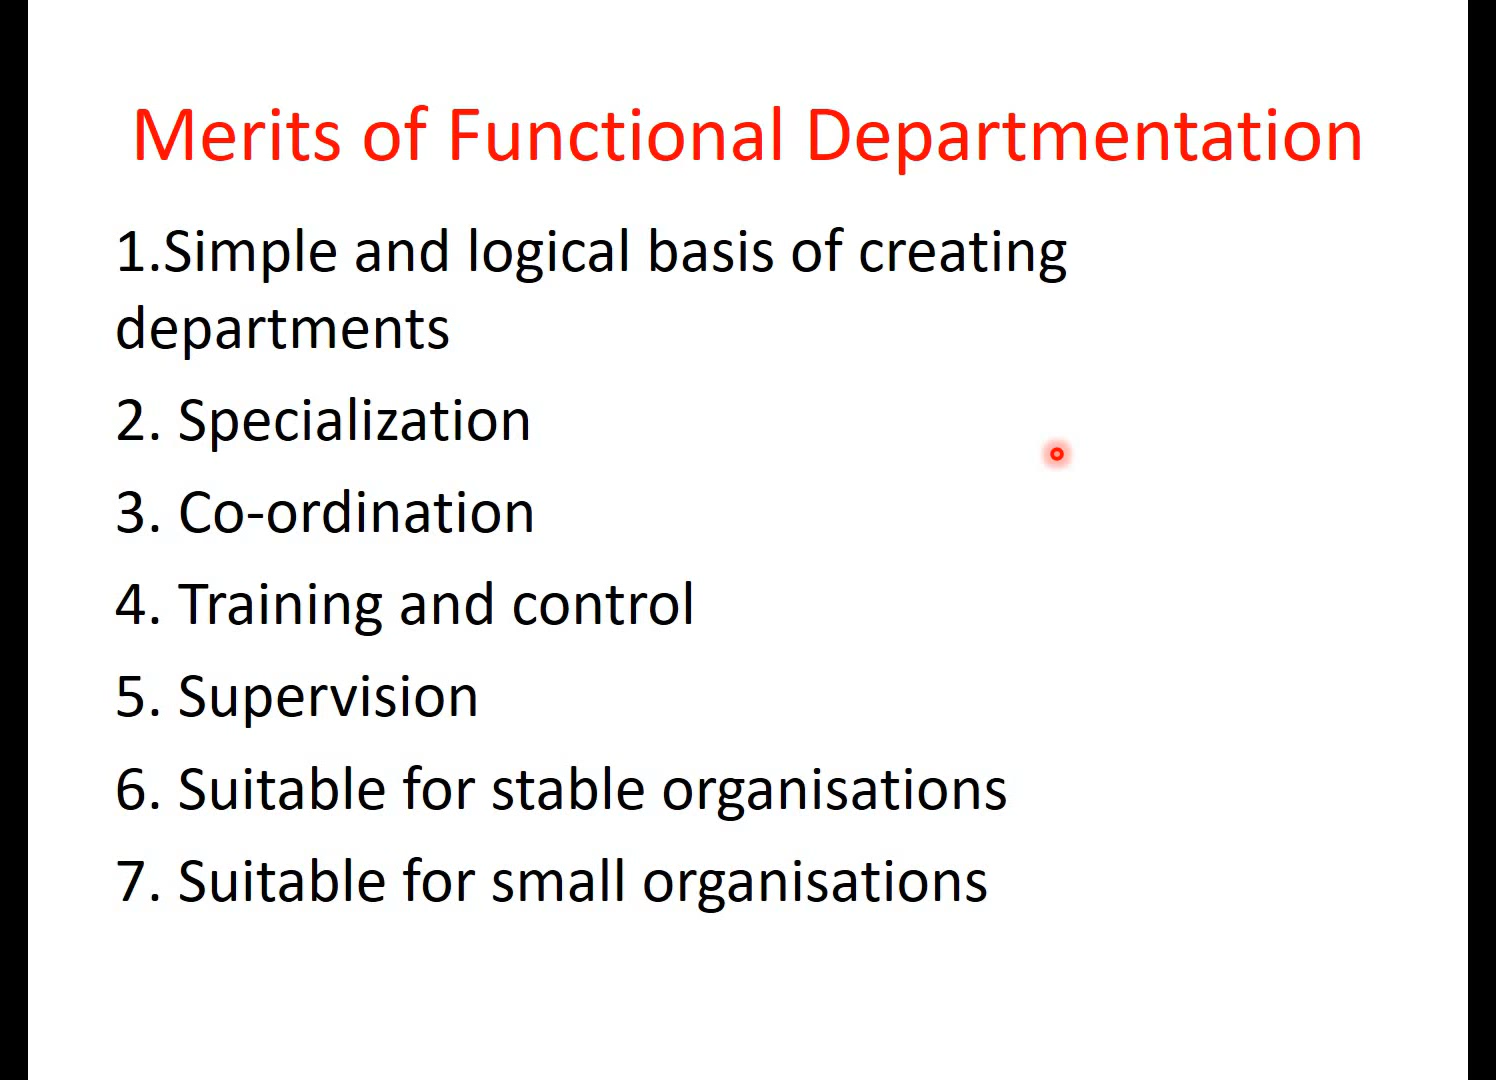 Merits of Functional Departmentation
1.Simple and logical basis of creating
departments
2. Specialization
3. Co-ordination
4. Training and control
5. Supervision
6. Suitable for stable organisations
7. Suitable for small organisations